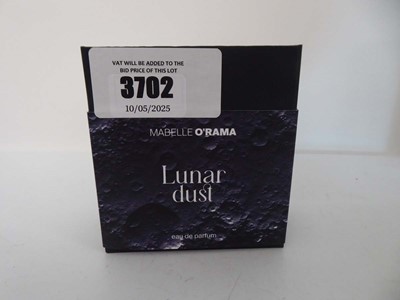 VAT WILL BE ADDED TO THE
BID PRICE OF THIS LOT
3702
10/05/2025
MABELLE O'RAMA
Lunar
dust
eau de parfum